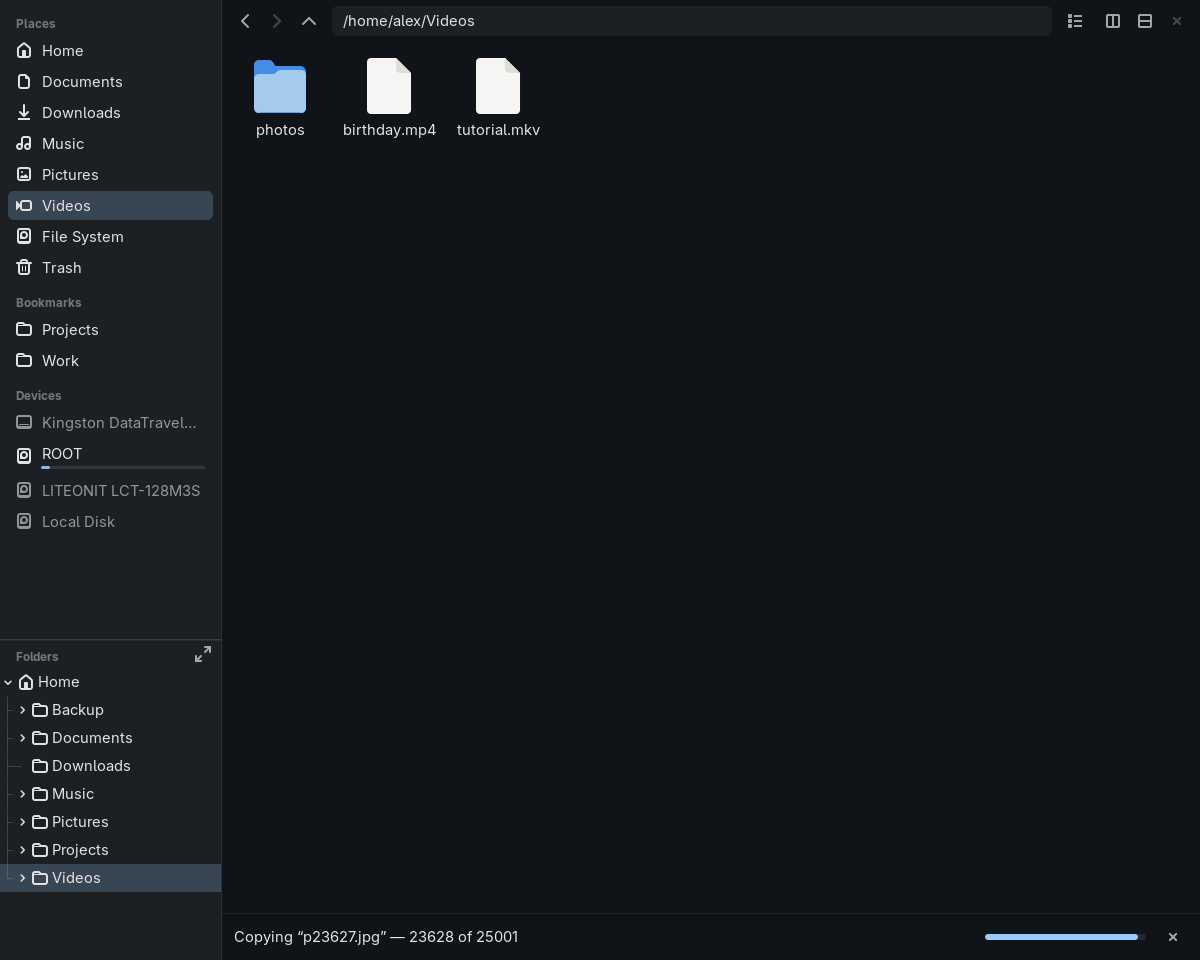 Places
Home
Documents
Downloads
Music
Pictures
Videos
File System
Trash
Bookmarks
Projects
Work
Devices
Kingston DataTravel…
ROOT
LITEONIT LCT-128M3S
Local Disk
Folders
Home
Backup
Documents
Downloads
Music
Pictures
Projects
Videos
/home/alex/Videos
photos
birthday.mp4
tutorial.mkv
Copying “p23627.jpg” — 23628 of 25001